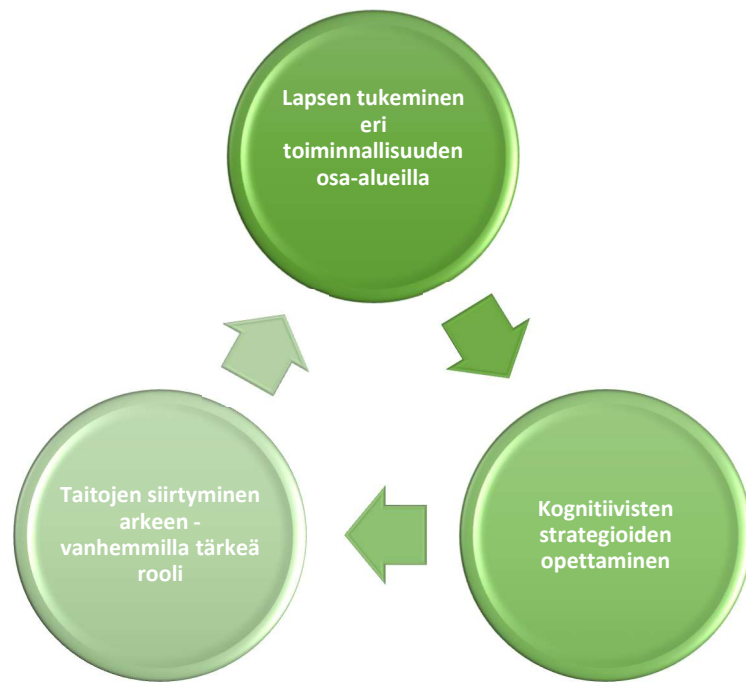 Lapsen tukeminen
eri
toiminnallisuuden
osa-alueilla
Kognitiivisten
strategioiden
opettaminen
Taitojen siirtyminen
arkeen -
vanhemmilla tärkeä
rooli